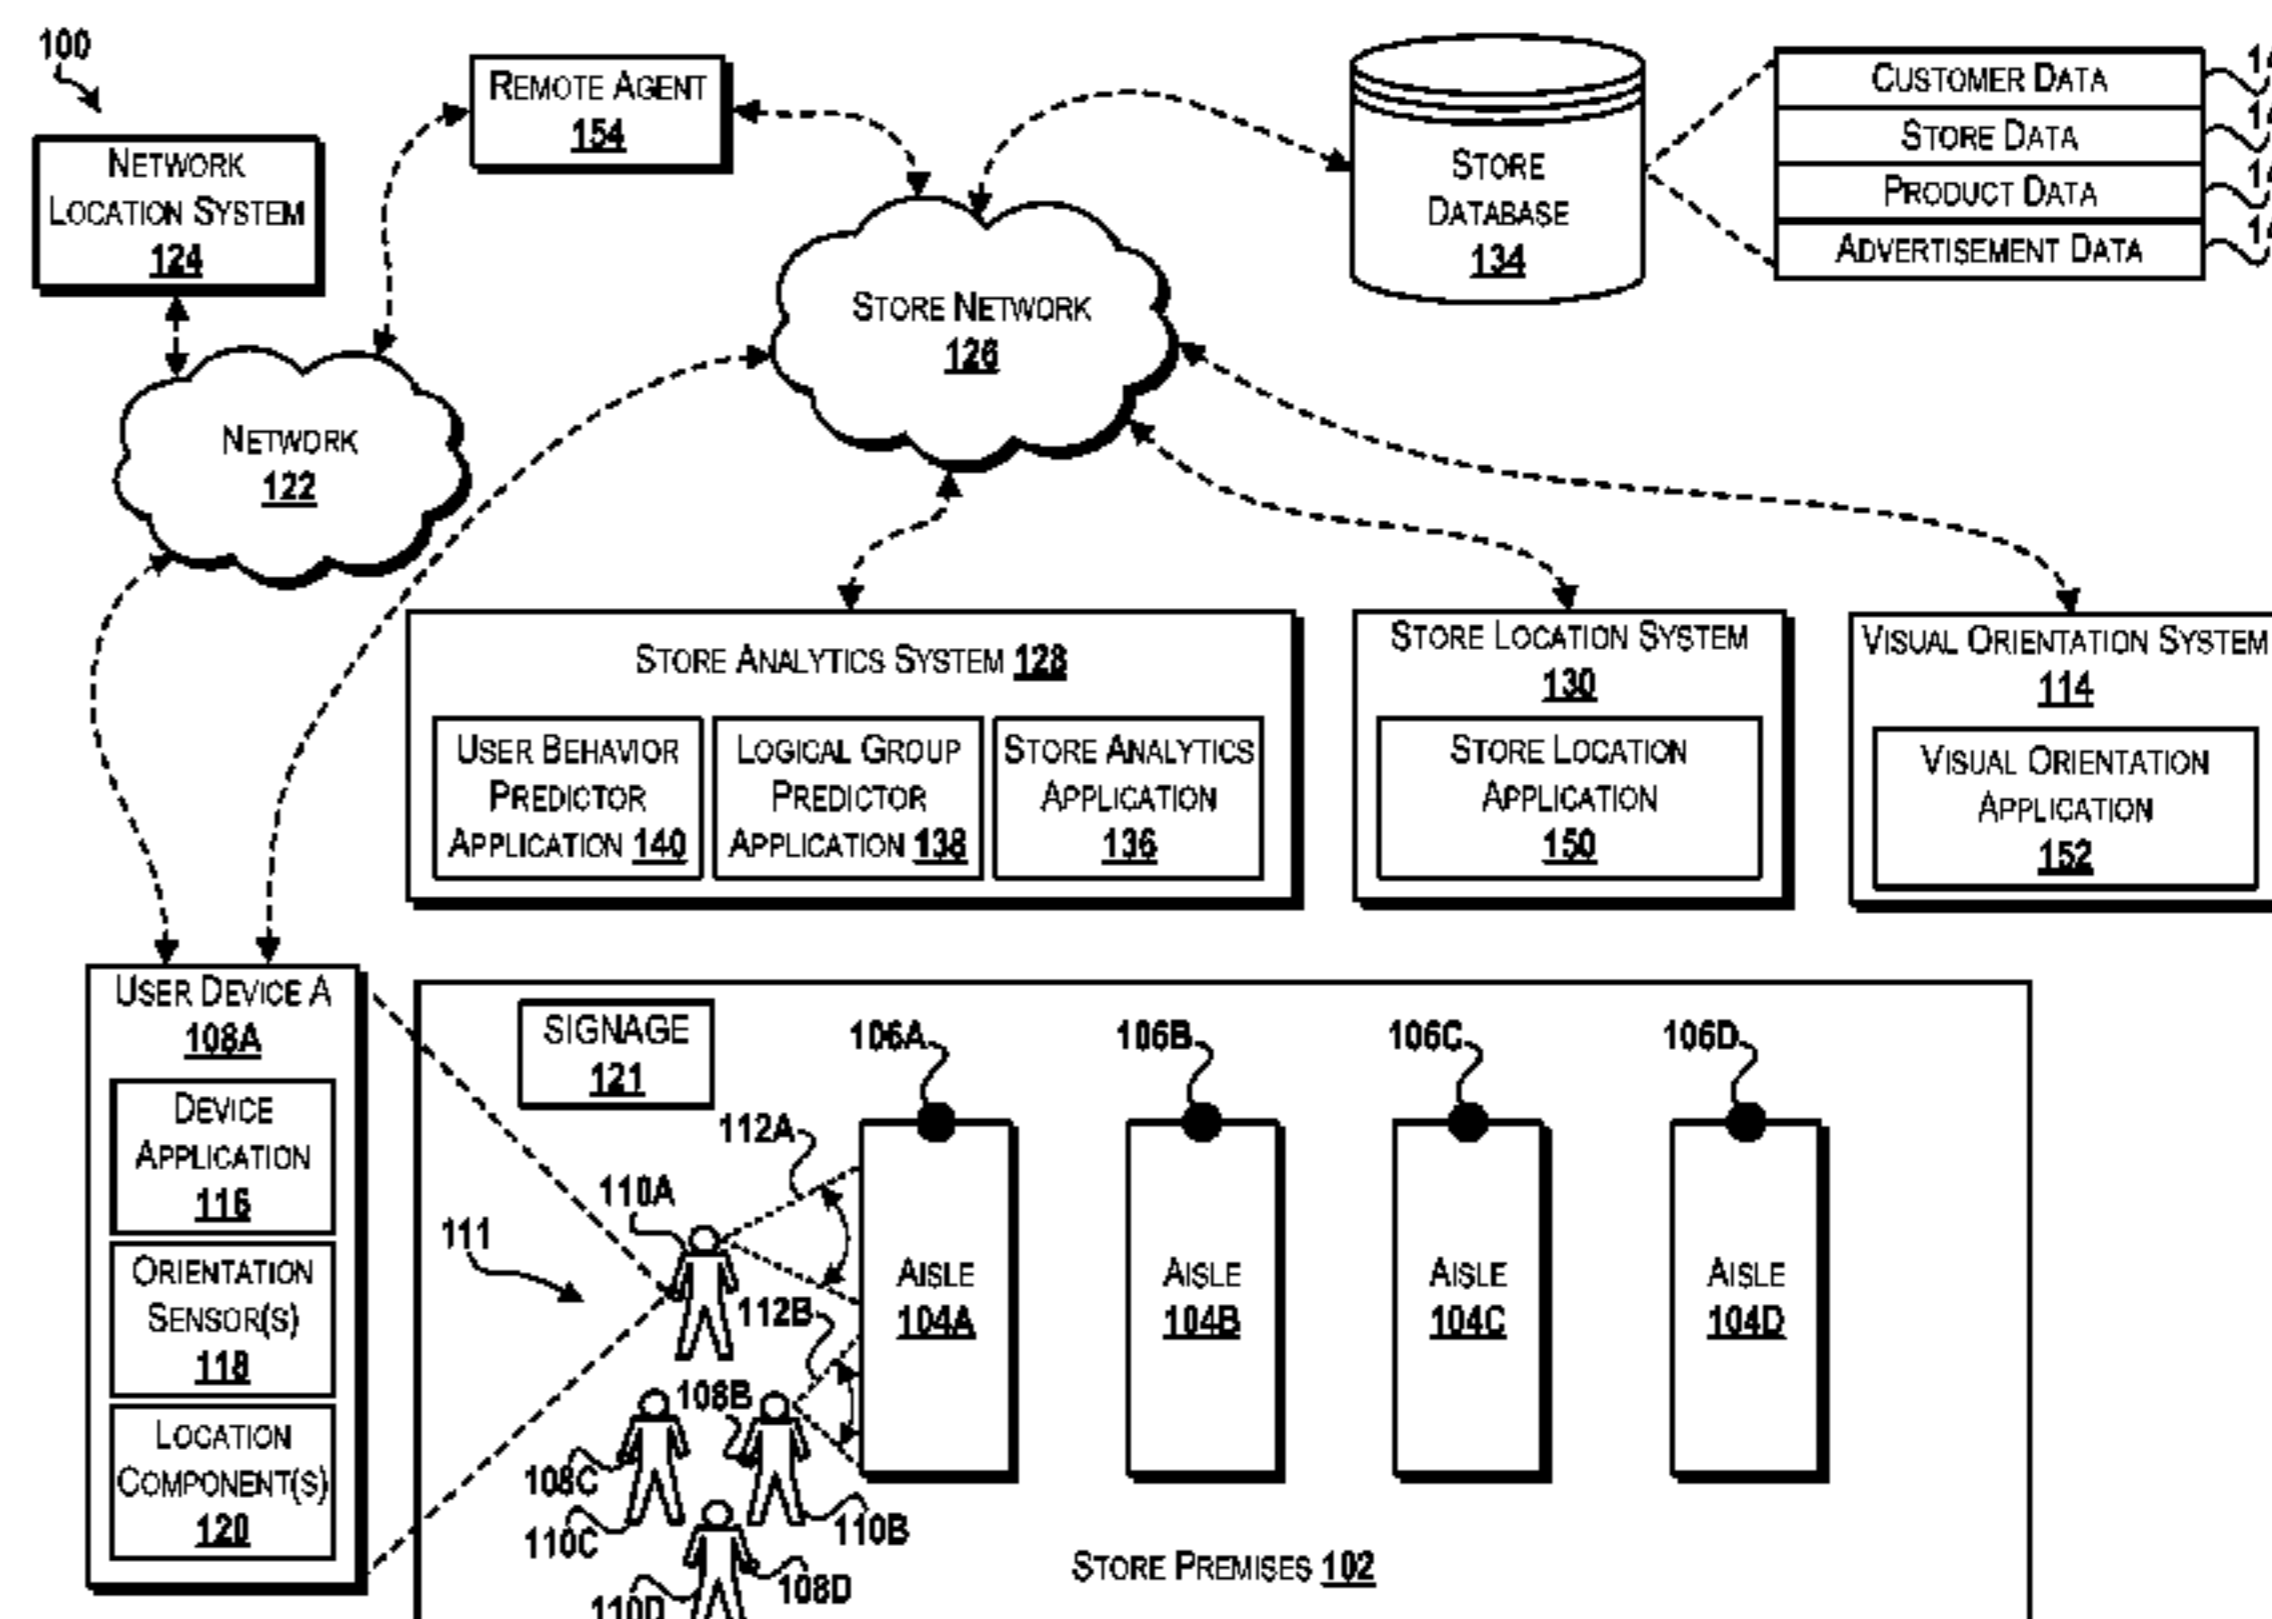 100
REMOTE AGENT
154
NETWORK
LOCATION SYSTEM
124
STORE
DATABASE
134
CUSTOMER DATA
STORE DATA
PRODUCT DATA
ADVERTISEMENT DATA
STORE NETWORK
126
NETWORK
122
STORE ANALYTICS SYSTEM 128
USER BEHAVIOR
PREDICTOR
APPLICATION 140
LOGICAL GROUP
PREDICTOR
APPLICATION 138
STORE ANALYTICS
APPLICATION
136
STORE LOCATION SYSTEM
130
STORE LOCATION
APPLICATION
150
VISUAL ORIENTATION SYSTEM
114
VISUAL ORIENTATION
APPLICATION
152
USER DEVICE A
108A
DEVICE
APPLICATION
116
ORIENTATION
SENSOR(S)
118
LOCATION
COMPONENT(S)
120
SIGNAGE
121
106A
106B
106C
106D
112A
110A
111
112B
AISLE
104A
AISLE
104B
AISLE
104C
AISLE
104D
108B
108C
110C
110B
108D
110D
STORE PREMISES 102